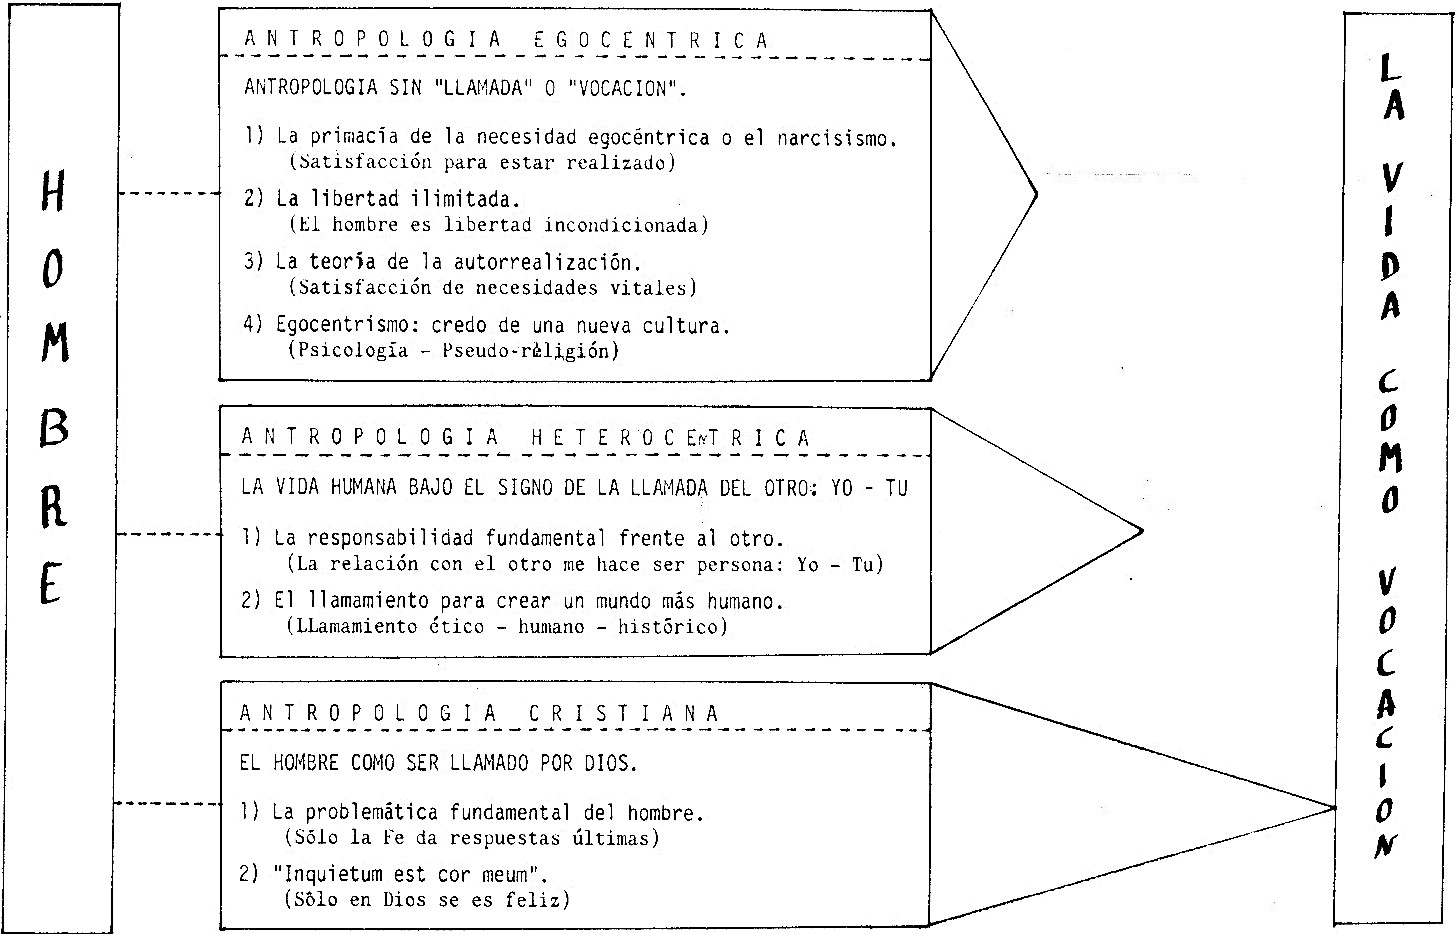 HOMBRE
ANTROPOLOGIA EGOCENTRICA
ANTROPOLOGIA SIN "LLAMADA" O "VOCACION".
1) La primacía de la necesidad egocéntrica o el narcisismo.
(Satisfacción para estar realizado)
2) La libertad ilimitada.
(El hombre es libertad incondicionada)
3) La teoría de la autorrealización.
(Satisfacción de necesidades vitales)
4) Egocentrismo: credo de una nueva cultura.
(Psicología - Pseudo-religión)
ANTROPOLOGIA HETEROCENTRICA
LA VIDA HUMANA BAJO EL SIGNO DE LA LLAMADA DEL OTRO: YO - TU
1) La responsabilidad fundamental frente al otro.
(La relación con el otro me hace ser persona: Yo - Tu)
2) El llamamiento para crear un mundo más humano.
(LLamamiento ético - humano - histórico)
ANTROPOLOGIA CRISTIANA
EL HOMBRE COMO SER LLAMADO POR DIOS.
1) La problemática fundamental del hombre.
(Sólo la Fe da respuestas últimas)
2) "Inquietum est cor meum".
(Sólo en Dios se es feliz)
LA VIDA COMO VOCACION